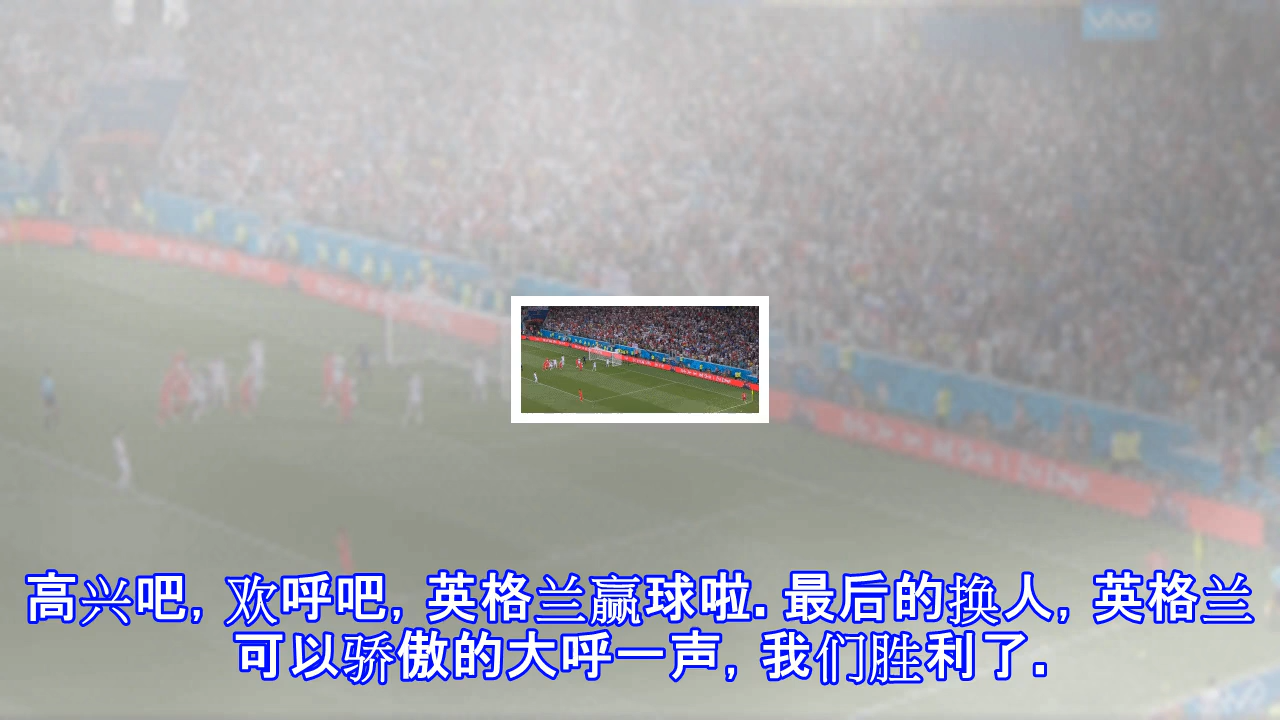 vivo
高兴吧, 欢呼吧, 英格兰赢球啦. 最后的换人, 英格兰
可以骄傲的大呼一声, 我们胜利了.